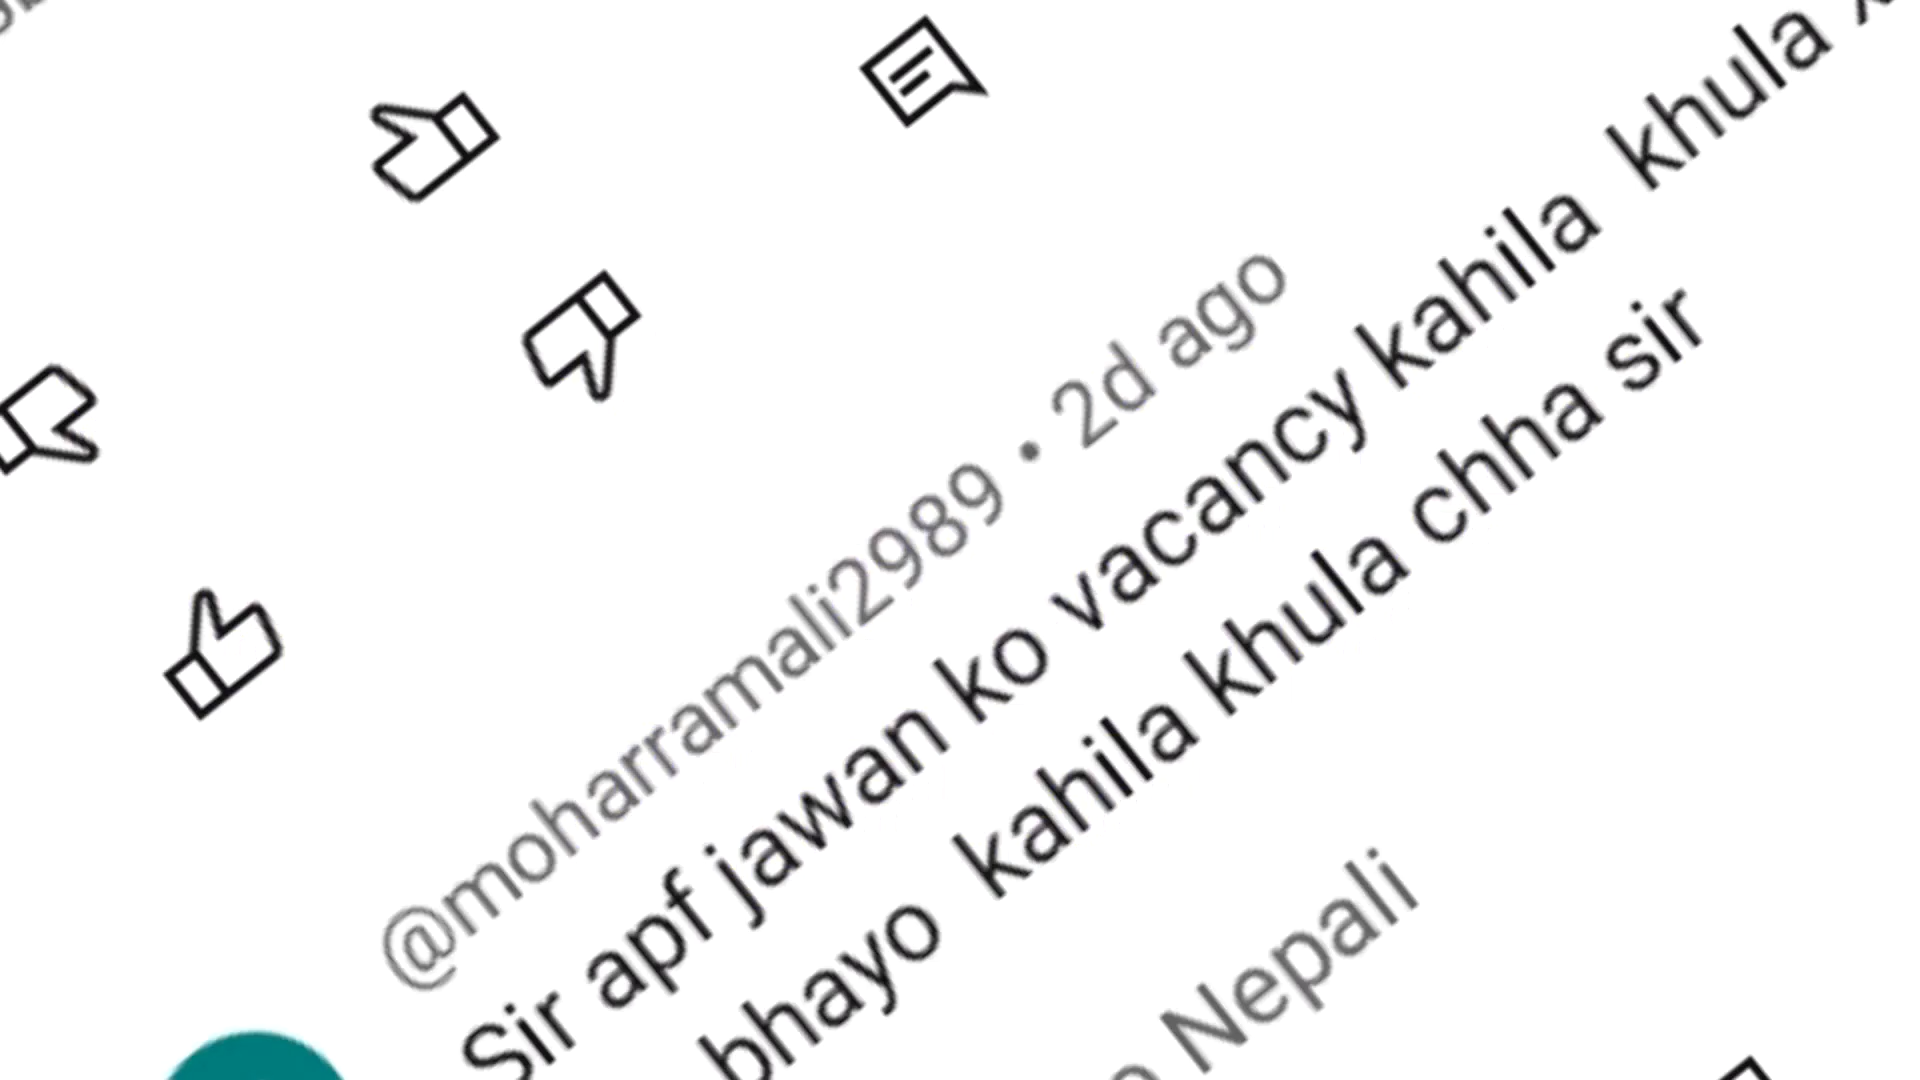 @moharramali2989 • 2d ago
Sir apf jawan ko vacancy kahila khula
bhayo kahila khula chha sir
Nepali